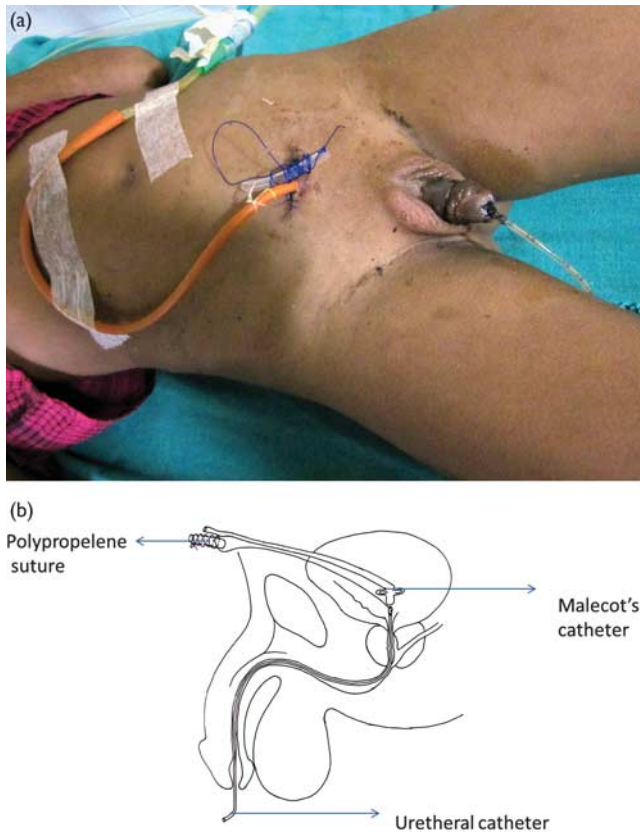 (a)
(b)
Polypropelene
suture
Malecot's
catheter
Uretheral catheter